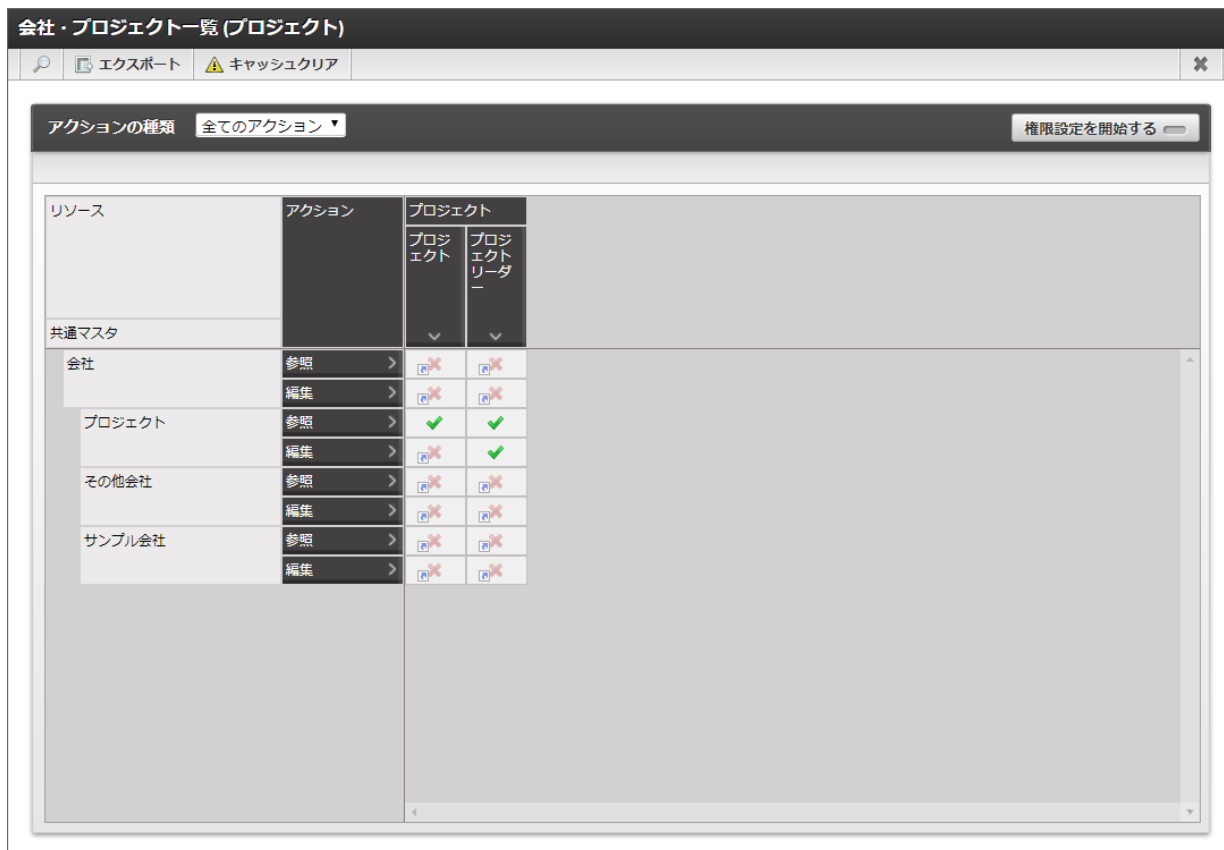 会社・プロジェクト一覧 (プロジェクト)
エクスポート
キャッシュクリア
アクションの種類
全てのアクション
権限設定を開始する
リソース
アクション
プロジェクト
プロジ
ェクト
プロジ
ェクト
リーダ
ー
共通マスタ
会社
参照
編集
プロジェクト
参照
編集
その他会社
参照
編集
サンプル会社
参照
編集